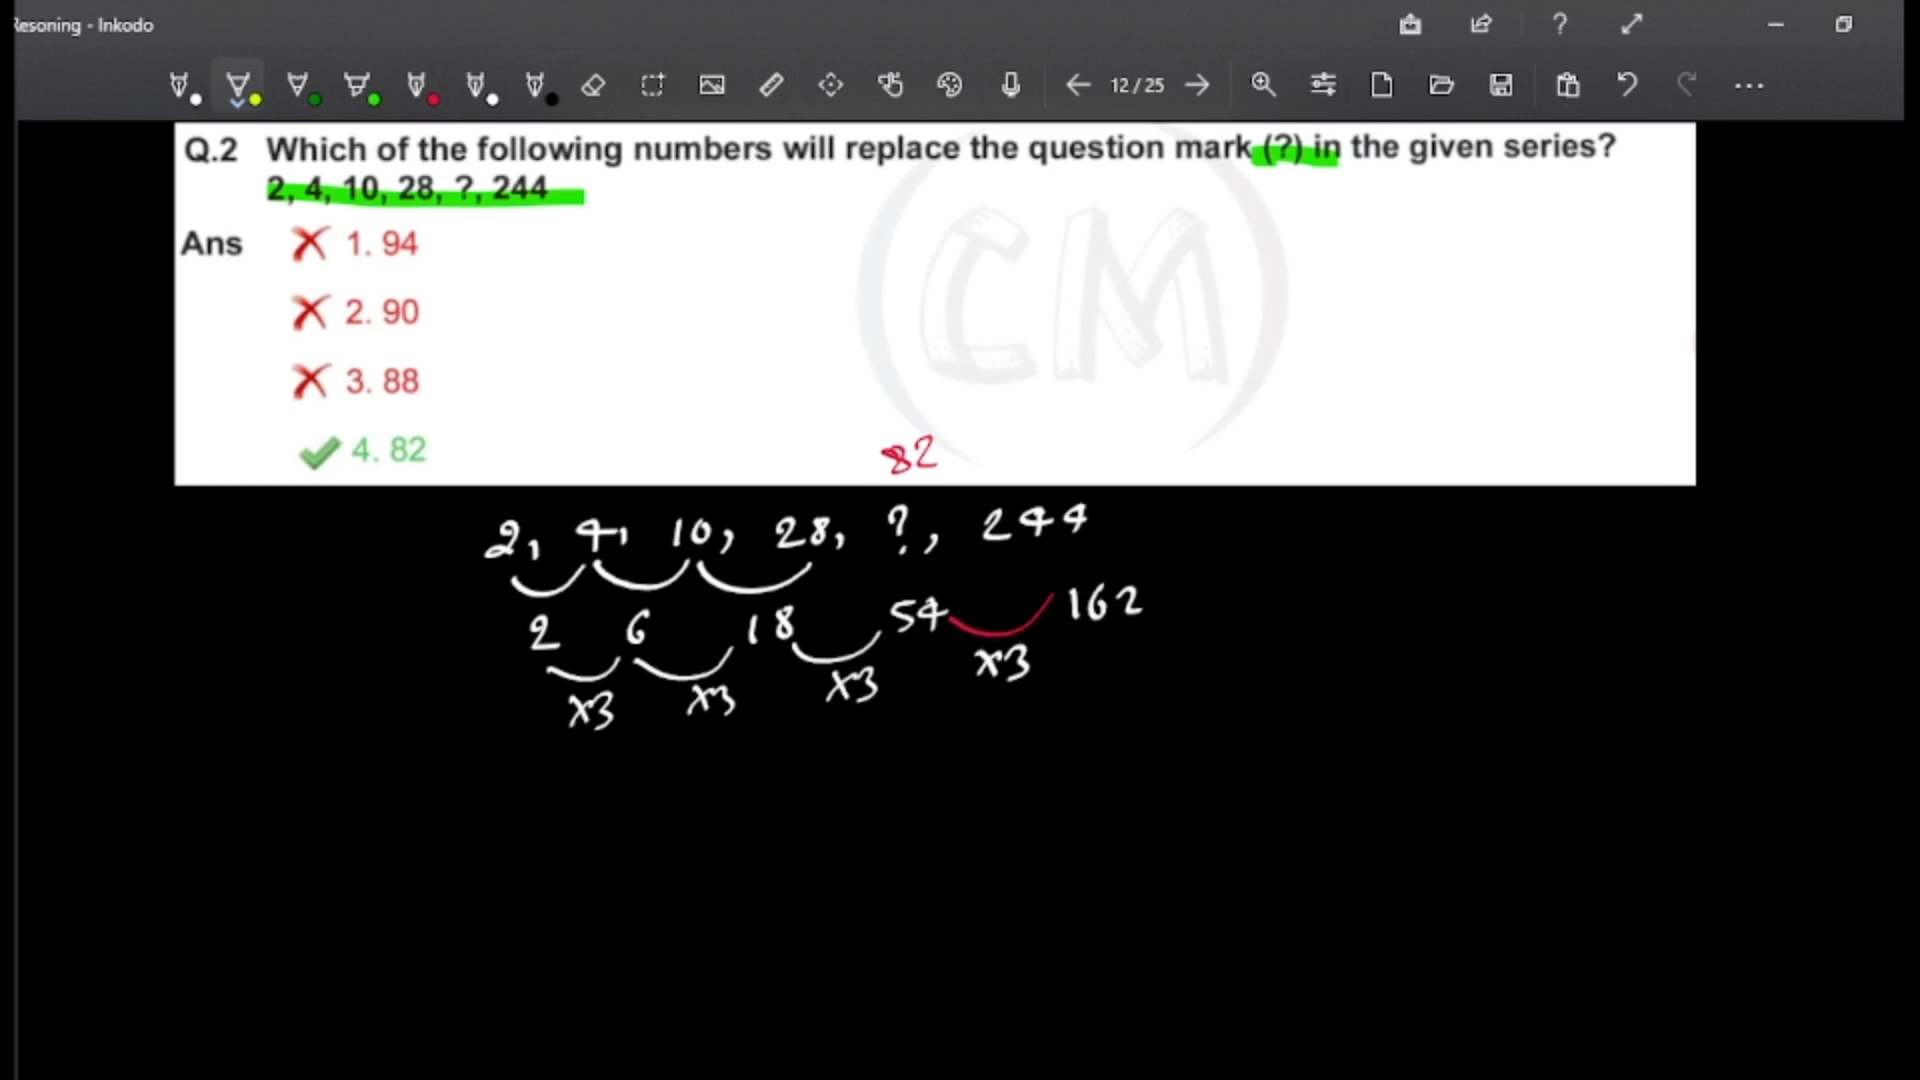 Resoning - Inkodo
12 / 25
Q.2 Which of the following numbers will replace the question mark (?) in the given series?
2, 4, 10, 28, ?, 244
Ans 1. 94
2. 90
3. 88
4. 82
CM
82
2, 4, 10, 28, ?, 244
2 6 18 54 162
x3 x3 x3 x3